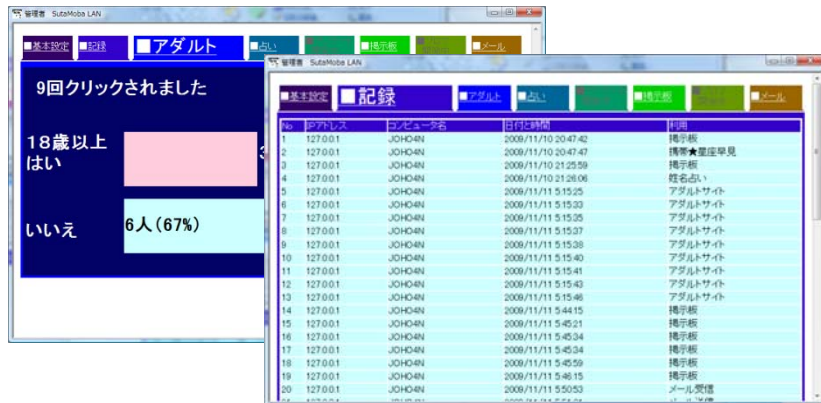 管理者 SutaMoba LAN
■基本設定 ■記録 ■アダルト ■占い ■掲示板 ■メール
9回クリックされました
18歳以上
はい
3
いいえ
6人(67%)
管理者 SutaMoba LAN
■基本設定 ■記録 ■アダルト ■占い ■掲示板 ■メール
No IPアドレス コンピュータ名 日付と時間 利用
1 127.0.0.1 JOHO4N 2009/11/10 20:47:42 掲示板
2 127.0.0.1 JOHO4N 2009/11/10 20:47:47 携帯★星座早見
3 127.0.0.1 JOHO4N 2009/11/10 21:25:59 掲示板
4 127.0.0.1 JOHO4N 2009/11/10 21:26:06 姓名占い
5 127.0.0.1 JOHO4N 2009/11/11 5:15:25 アダルトサイト
6 127.0.0.1 JOHO4N 2009/11/11 5:15:33 アダルトサイト
7 127.0.0.1 JOHO4N 2009/11/11 5:15:35 アダルトサイト
8 127.0.0.1 JOHO4N 2009/11/11 5:15:37 アダルトサイト
9 127.0.0.1 JOHO4N 2009/11/11 5:15:38 アダルトサイト
10 127.0.0.1 JOHO4N 2009/11/11 5:15:40 アダルトサイト
11 127.0.0.1 JOHO4N 2009/11/11 5:15:41 アダルトサイト
12 127.0.0.1 JOHO4N 2009/11/11 5:15:43 アダルトサイト
13 127.0.0.1 JOHO4N 2009/11/11 5:15:46 アダルトサイト
14 127.0.0.1 JOHO4N 2009/11/11 5:44:15 掲示板
15 127.0.0.1 JOHO4N 2009/11/11 5:45:21 掲示板
16 127.0.0.1 JOHO4N 2009/11/11 5:45:34 掲示板
17 127.0.0.1 JOHO4N 2009/11/11 5:45:34 掲示板
18 127.0.0.1 JOHO4N 2009/11/11 5:45:59 掲示板
19 127.0.0.1 JOHO4N 2009/11/11 5:46:15 掲示板
20 127.0.0.1 JOHO4N 2009/11/11 5:50:53 メール受信